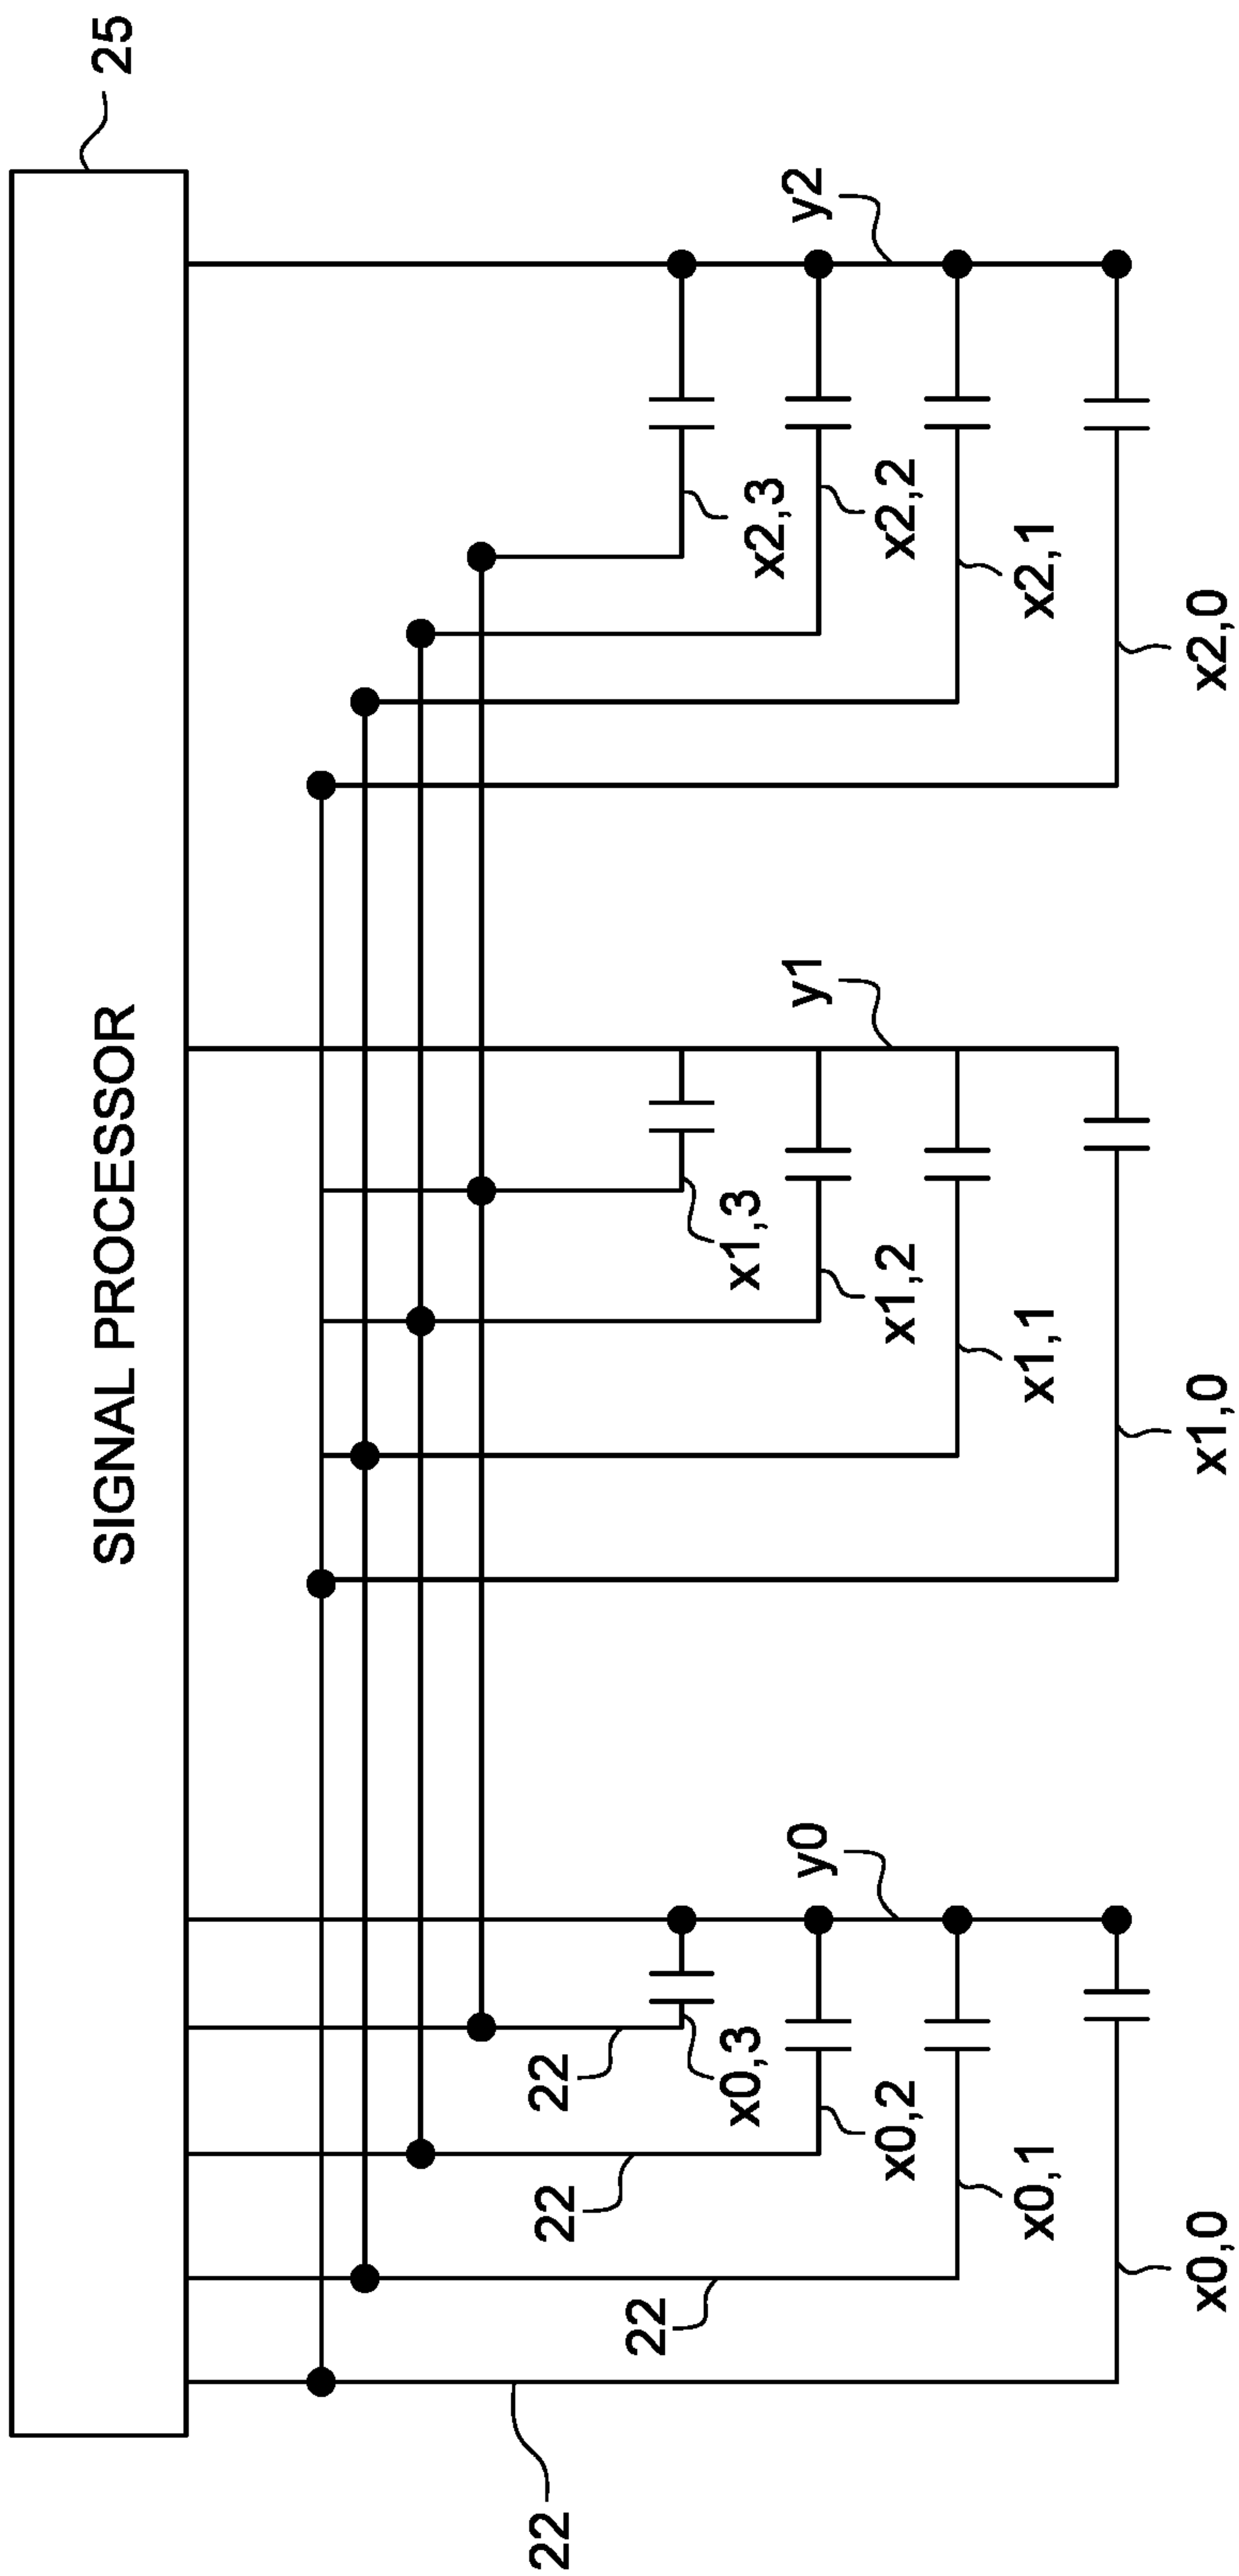 SIGNAL PROCESSOR
25
22
22
22
22
y0
y1
y2
x0,3
x1,3
x2,3
x0,2
x1,2
x2,2
x0,1
x1,1
x2,1
x0,0
x1,0
x2,0